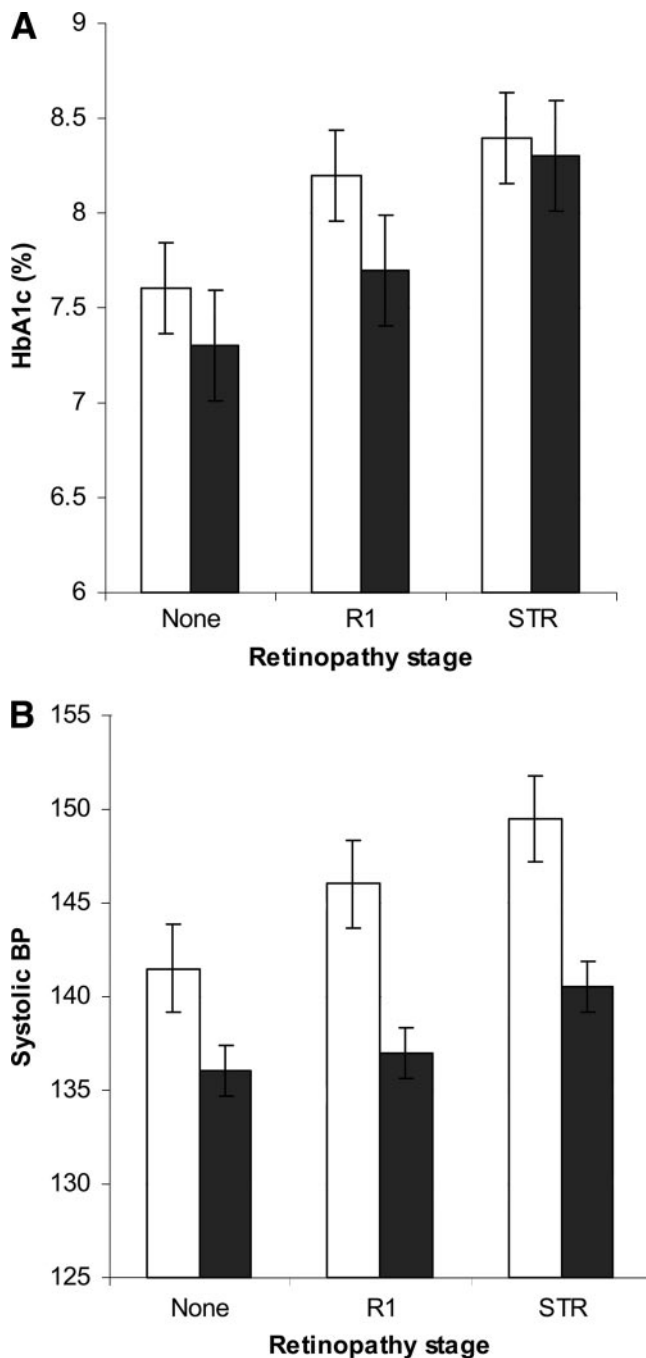 A
9
8.5
8
7.5
7
6.5
6
HbA1c (%)
None R1 STR
Retinopathy stage
B
155
150
145
140
135
130
125
Systolic BP
None R1 STR
Retinopathy stage